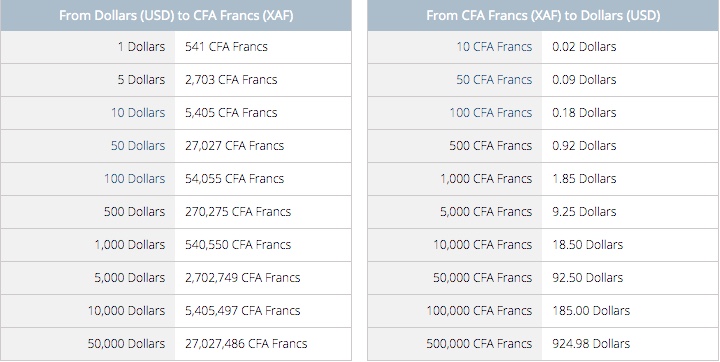 From Dollars (USD) to CFA Francs (XAF)
1 Dollars 541 CFA Francs
5 Dollars 2,703 CFA Francs
10 Dollars 5,405 CFA Francs
50 Dollars 27,027 CFA Francs
100 Dollars 54,055 CFA Francs
500 Dollars 270,275 CFA Francs
1,000 Dollars 540,550 CFA Francs
5,000 Dollars 2,702,749 CFA Francs
10,000 Dollars 5,405,497 CFA Francs
50,000 Dollars 27,027,486 CFA Francs
From CFA Francs (XAF) to Dollars (USD)
10 CFA Francs 0.02 Dollars
50 CFA Francs 0.09 Dollars
100 CFA Francs 0.18 Dollars
500 CFA Francs 0.92 Dollars
1,000 CFA Francs 1.85 Dollars
5,000 CFA Francs 9.25 Dollars
10,000 CFA Francs 18.50 Dollars
50,000 CFA Francs 92.50 Dollars
100,000 CFA Francs 185.00 Dollars
500,000 CFA Francs 924.98 Dollars